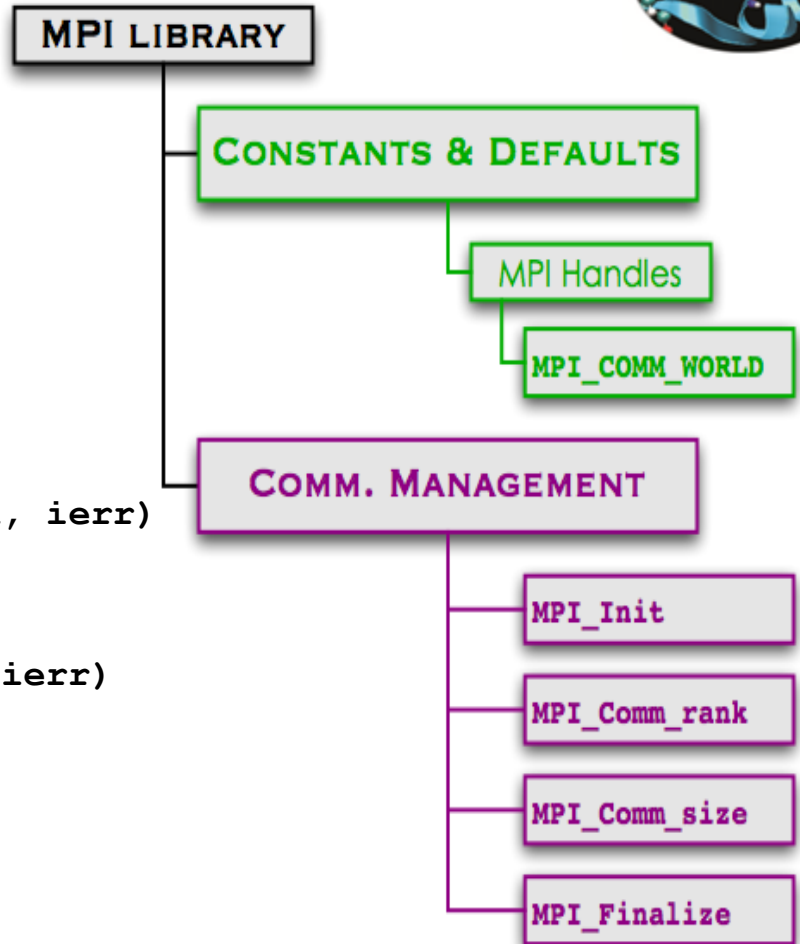 MPI LIBRARY
CONSTANTS & DEFAULTS
MPI Handles
MPI_COMM_WORLD
COMM. MANAGEMENT
, ierr)
MPI_Init
ierr)
MPI_Comm_rank
MPI_Comm_size
MPI_Finalize